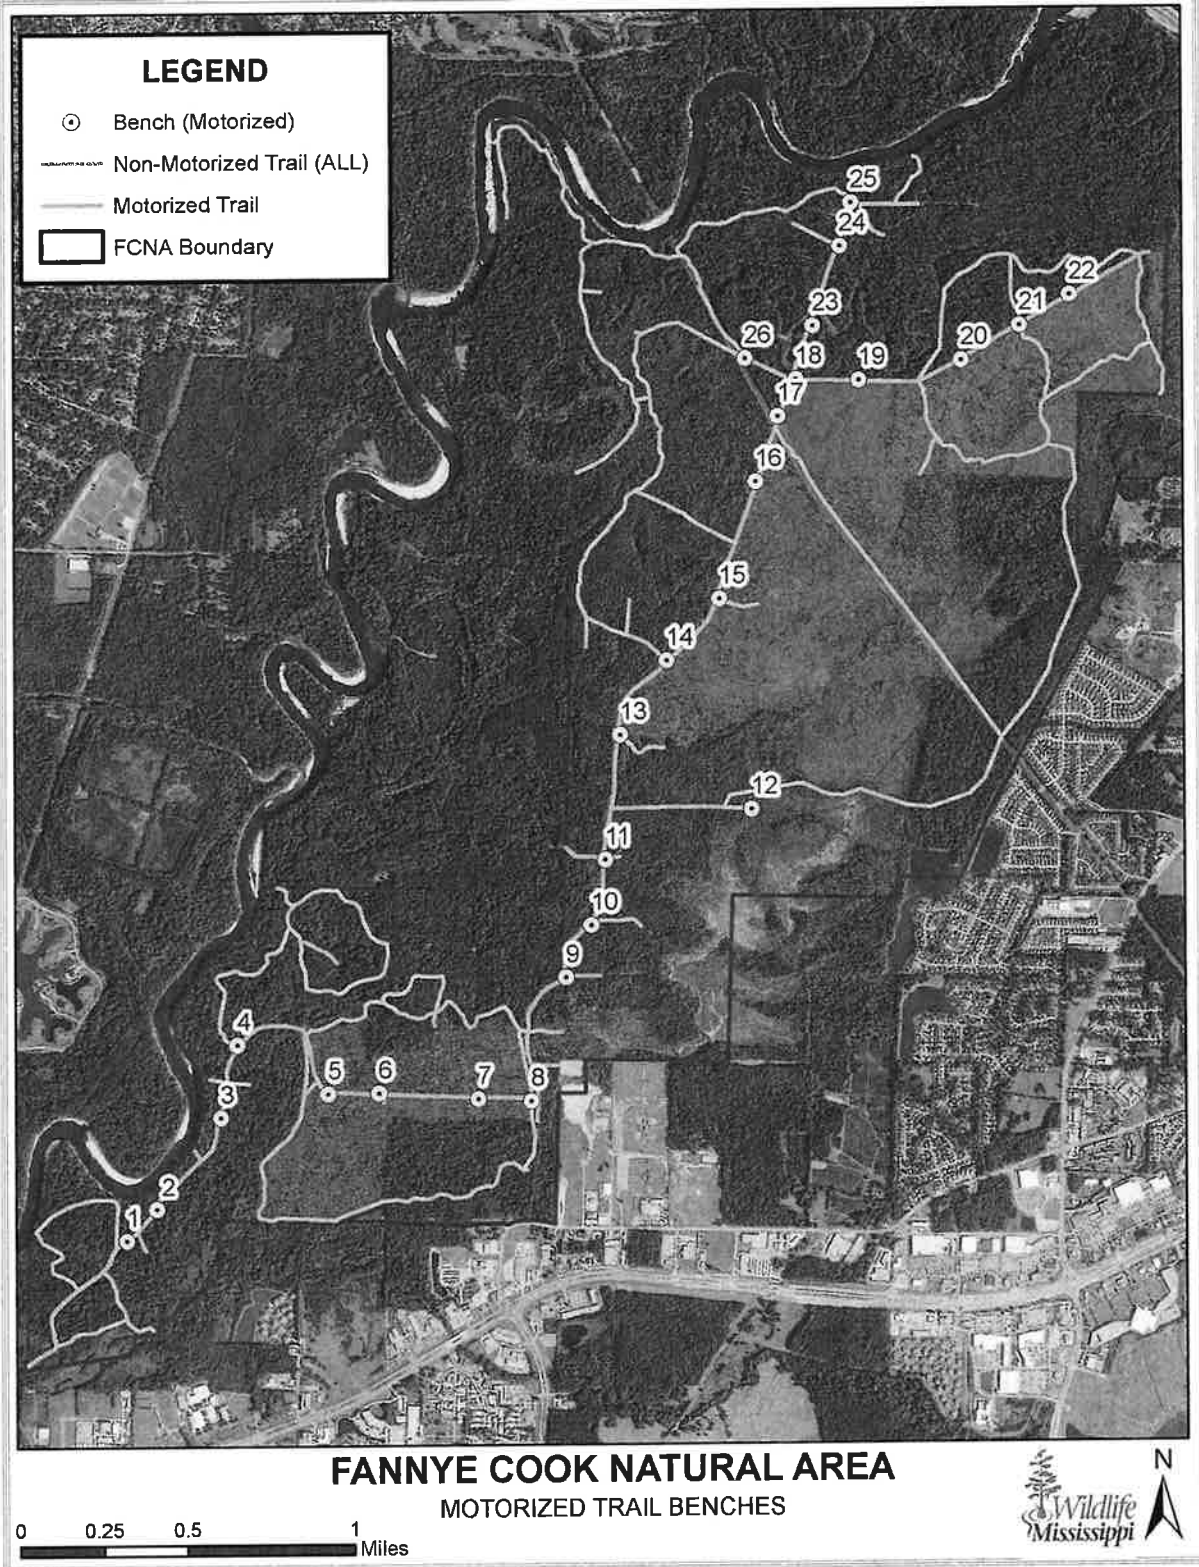 LEGEND
Bench (Motorized)
Non-Motorized Trail (ALL)
Motorized Trail
FCNA Boundary
25
24
22
23
21
26
20
18
19
17
16
15
14
13
12
11
10
9
4
5
6
7
8
3
2
1
FANNYE COOK NATURAL AREA
MOTORIZED TRAIL BENCHES
N
Wildlife
Mississippi
0 0.25 0.5 1
Miles